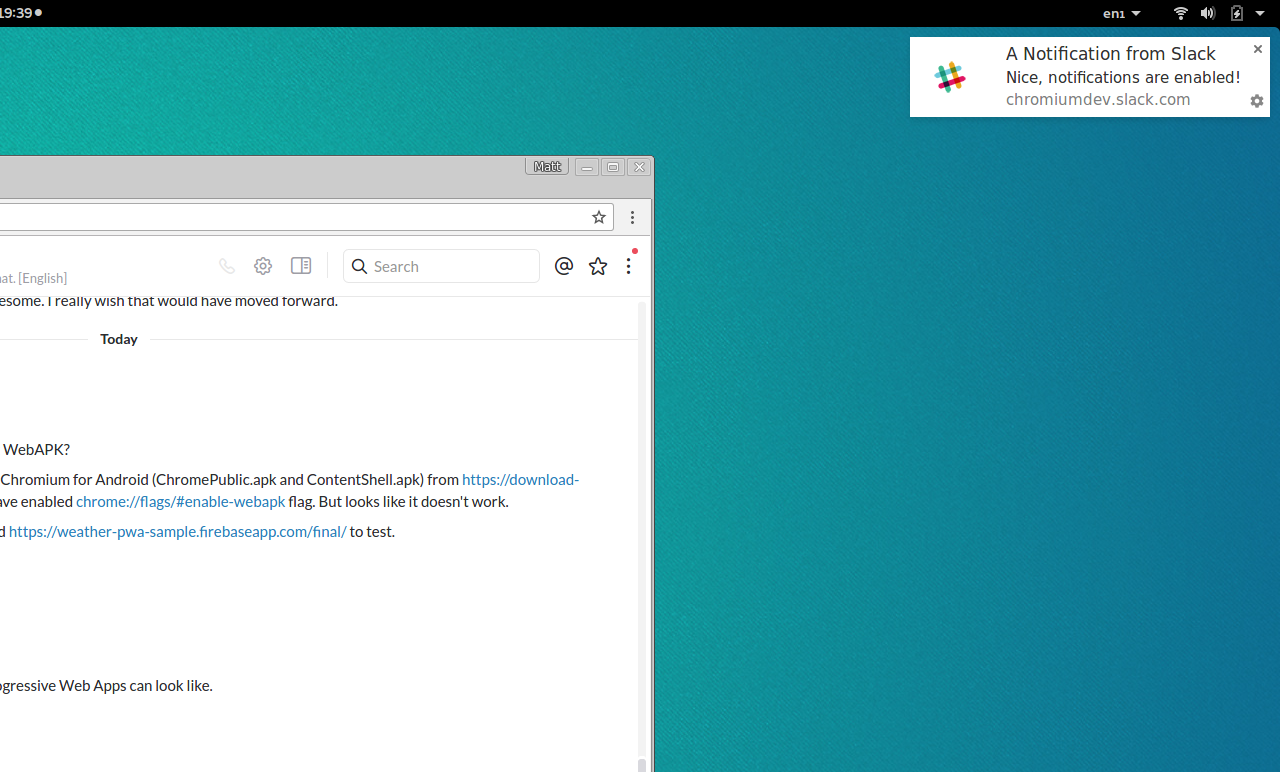 19:39
en1
A Notification from Slack
Nice, notifications are enabled!
chromiumdev.slack.com
Matt
at. [English]
Search
esome. I really wish that would have moved forward.
Today
WebAPK?
Chromium for Android (ChromePublic.apk and ContentShell.apk) from https://download-
ave enabled chrome://flags/#enable-webapk flag. But looks like it doesn't work.
d https://weather-pwa-sample.firebaseapp.com/final/ to test.
ogressive Web Apps can look like.